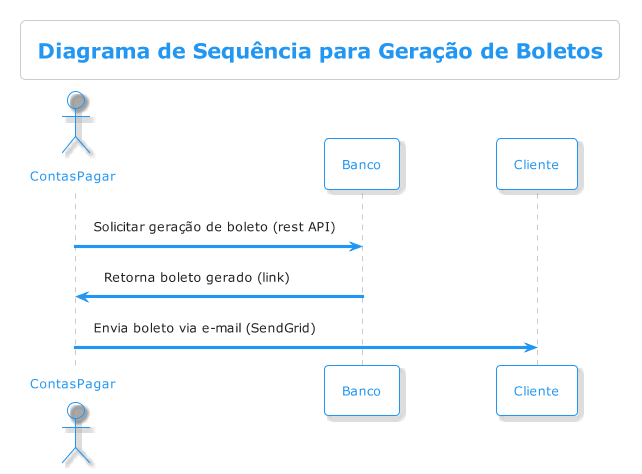 Diagrama de Sequência para Geração de Boletos
ContasPagar
Banco
Cliente
Solicitar geração de boleto (rest API)
Retorna boleto gerado (link)
Envia boleto via e-mail (SendGrid)
ContasPagar
Banco
Cliente